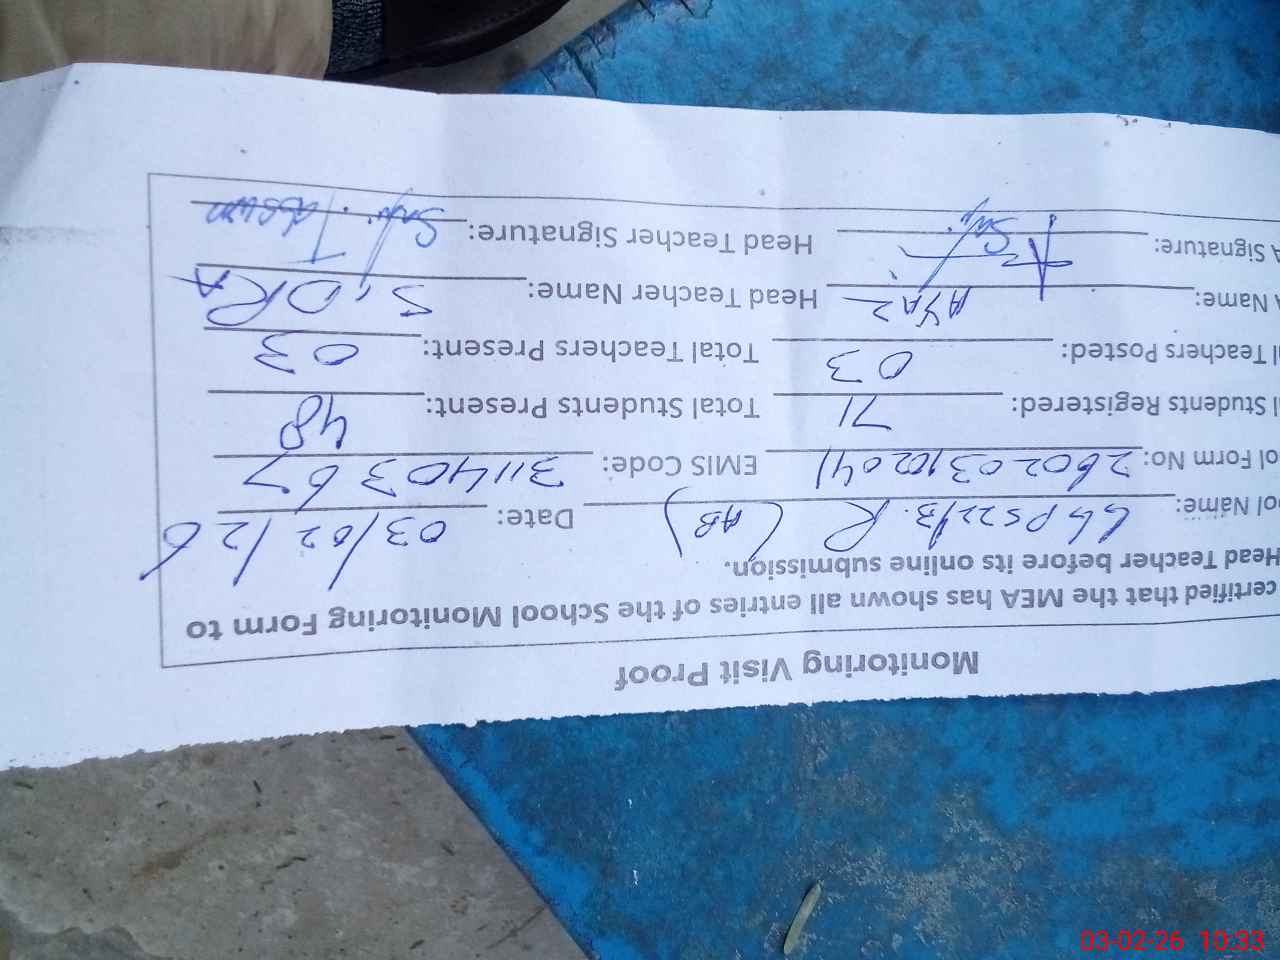 Monitoring Visit Proof
certified that the MEA has shown all entries of the School Monitoring Form to
Head Teacher before its online submission.
ol Name: GGPS 22/3.R (AB) Date: 03/02/26
ol Form No: 260203102041 EMIS Code: 31140367
l Students Registered: 71 Total Students Present: 48
l Teachers Posted: 03 Total Teachers Present: 03
A Name: AYAZ Head Teacher Name: SIDRA
A Signature: Head Teacher Signature:
03-02-26 10:33